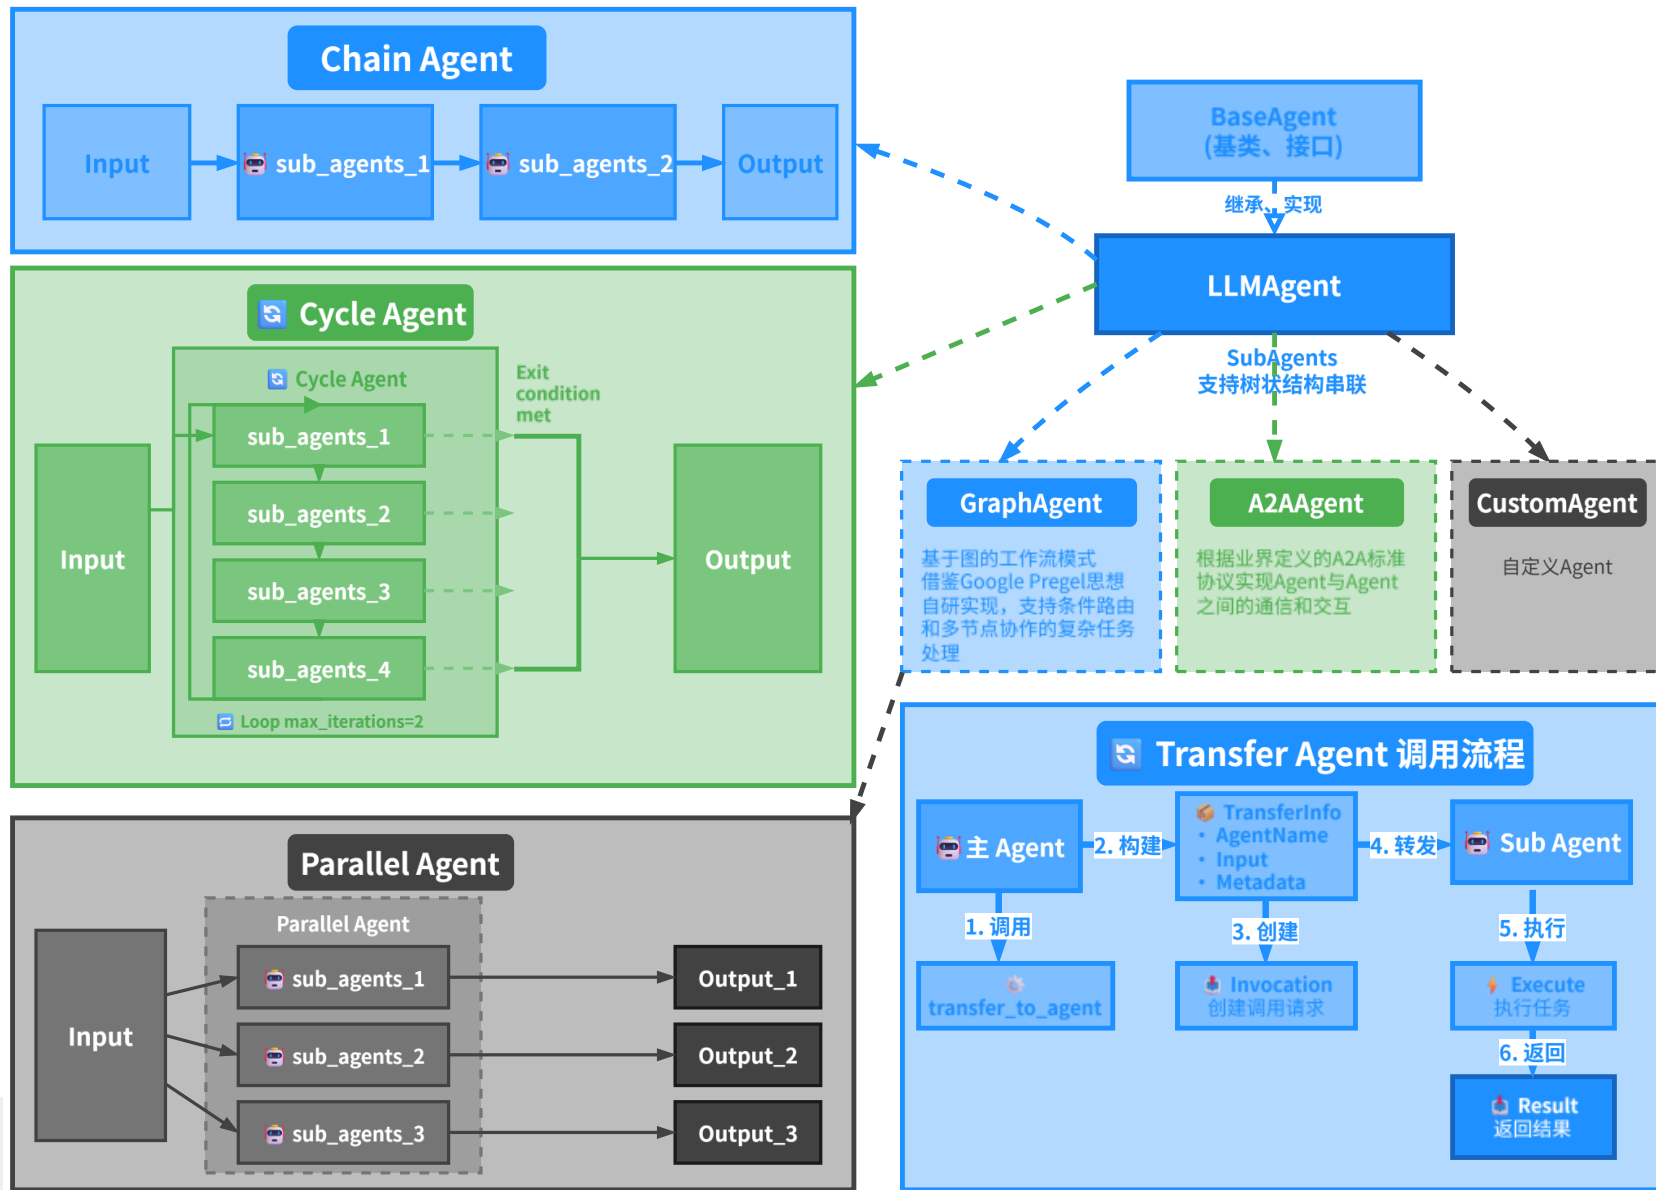 Chain Agent
Input
sub_agents_1
sub_agents_2
Output
BaseAgent
(基类、接口)
继承、实现
LLMAgent
SubAgents
支持树状结构串联
Cycle Agent
Cycle Agent
Exit
condition
met
Input
sub_agents_1
sub_agents_2
sub_agents_3
sub_agents_4
Loop max_iterations=2
Output
GraphAgent
基于图的工作流模式
借鉴Google Pregel思想
自研实现，支持条件路由
和多节点协作的复杂任务
处理
A2AAgent
根据业界定义的A2A标准
协议实现Agent与Agent
之间的通信和交互
CustomAgent
自定义Agent
Parallel Agent
Parallel Agent
Input
sub_agents_1
sub_agents_2
sub_agents_3
Output_1
Output_2
Output_3
Transfer Agent 调用流程
主 Agent
2. 构建
TransferInfo
• AgentName
• Input
• Metadata
4. 转发
Sub Agent
1. 调用
3. 创建
5. 执行
transfer_to_agent
Invocation
创建调用请求
Execute
执行任务
6. 返回
Result
返回结果